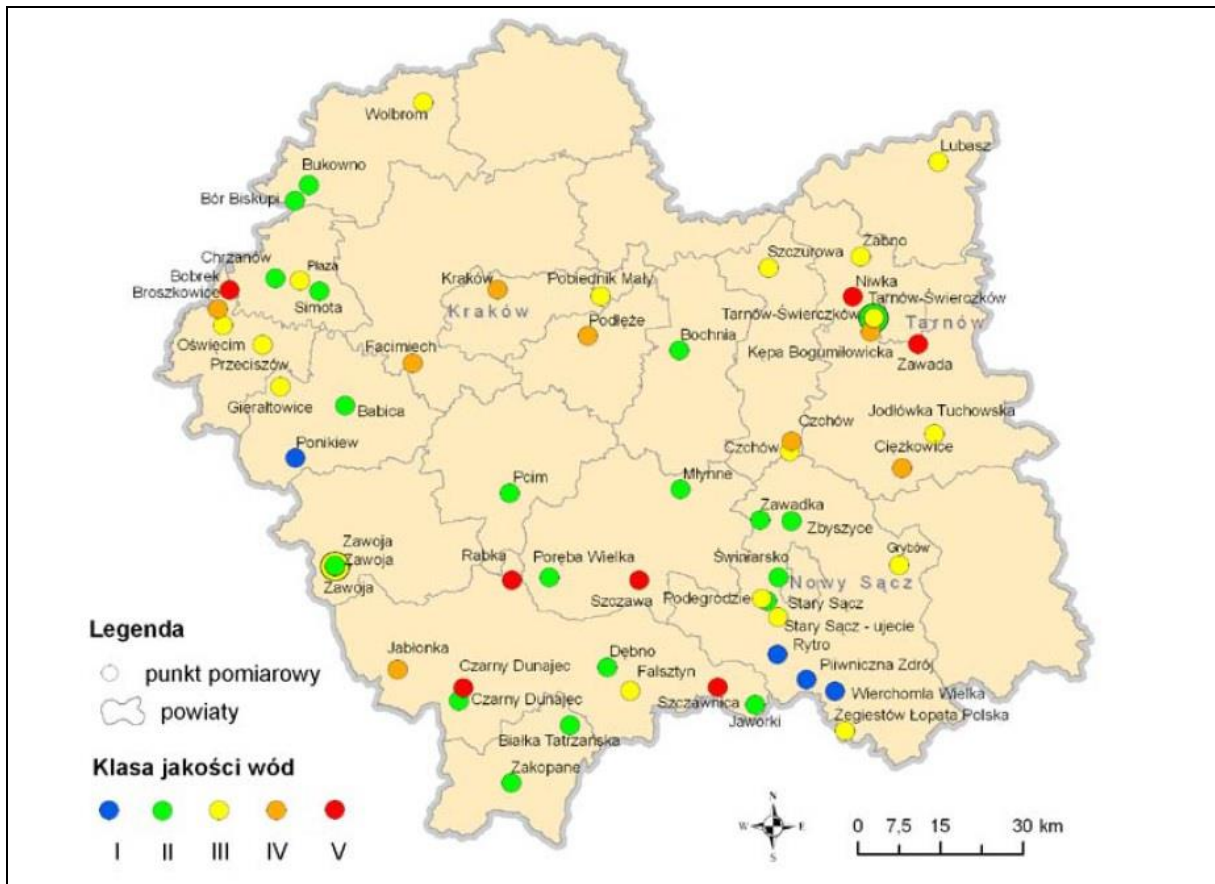 Wolbrom
Lubasz
Bukowno
Bór Biskupi
Chrzanów
Płaza
Bobrek
Broszkowice
Simota
Oświęcim
Przeciszów
Gierałtowice
Babica
Ponikiew
Facimiech
Kraków
Kraków
Pobiednik Mały
Podłęże
Bochnia
Szczurowa
Żabno
Niwka
Tarnów-Świerczków
Tarnów-Świerczków
Tarnów
Kępa Bogumiłowicka
Zawada
Jodłówka Tuchowska
Czchów
Czchów
Ciężkowice
Pcim
Młynne
Zawadka
Zbyszyce
Zawoja
Zawoja
Zawoja
Rabka
Poręba Wielka
Szczawa
Świniarsko
Grybów
Nowy Sącz
Podegrodzie
Stary Sącz
Stary Sącz - ujecie
Rytro
Piwniczna Zdrój
Wierchomla Wielka
Zegiestów Łopata Polska
Jabłonka
Czarny Dunajec
Czarny Dunajec
Dębno
Falsztyn
Szczawnica
Jaworki
Białka Tatrzańska
Zakopane
Legenda
punkt pomiarowy
powiaty
Klasa jakości wód
I II III IV V
N
W E
S
0 7,5 15 30 km